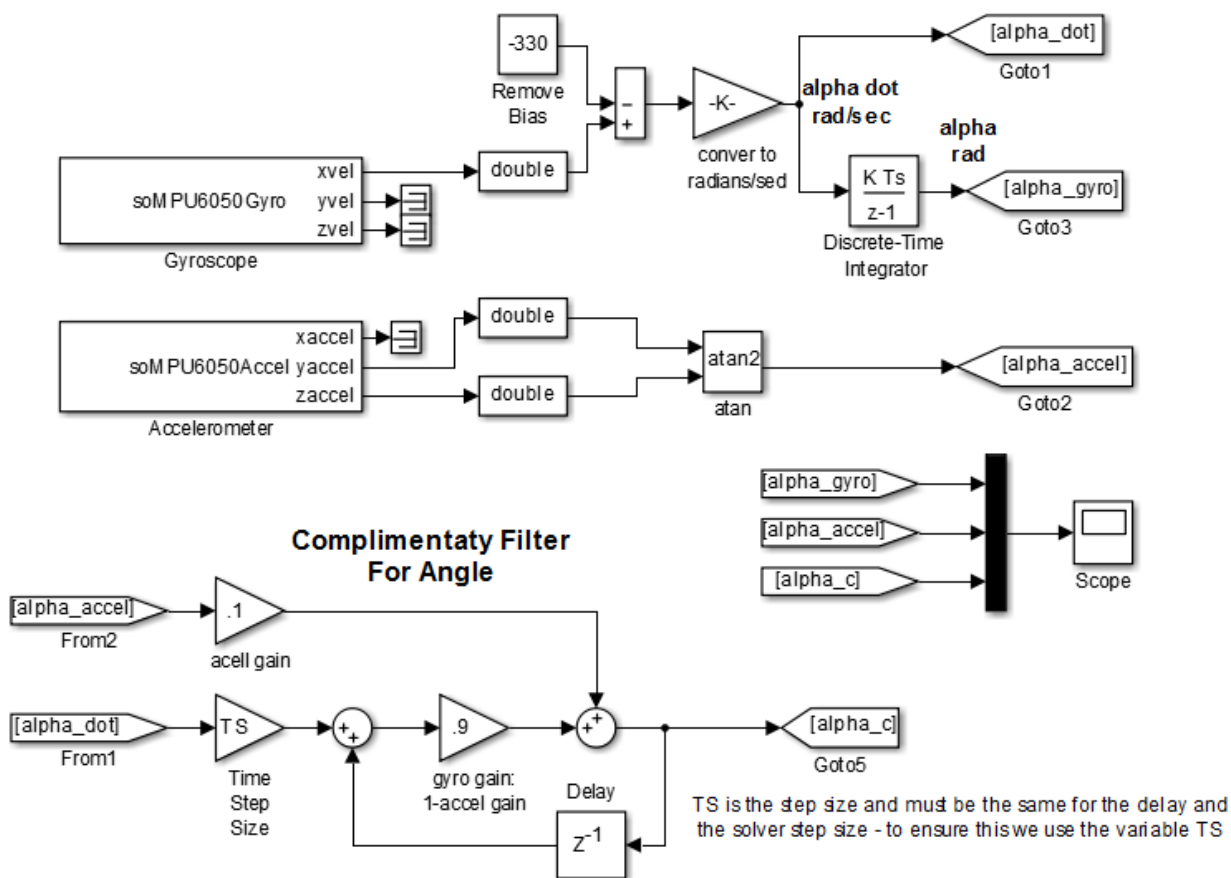 -330
Remove
Bias
[alpha_dot]
Goto1
−
+
-K-
conver to
radians/sed
alpha dot
rad/sec
alpha
rad
soMPU6050Gyro
xvel
yvel
zvel
Gyroscope
double
K Ts
z-1
Discrete-Time
Integrator
[alpha_gyro]
Goto3
soMPU6050Accel
xaccel
yaccel
zaccel
Accelerometer
double
double
atan2
atan
[alpha_accel]
Goto2
[alpha_gyro]
[alpha_accel]
[alpha_c]
Scope
Complimentaty Filter
For Angle
[alpha_accel]
From2
.1
acell gain
[alpha_dot]
From1
TS
Time
Step
Size
+
+
.9
gyro gain:
1-accel gain
+
+
[alpha_c]
Goto5
Delay
z-1
TS is the step size and must be the same for the delay and
the solver step size - to ensure this we use the variable TS